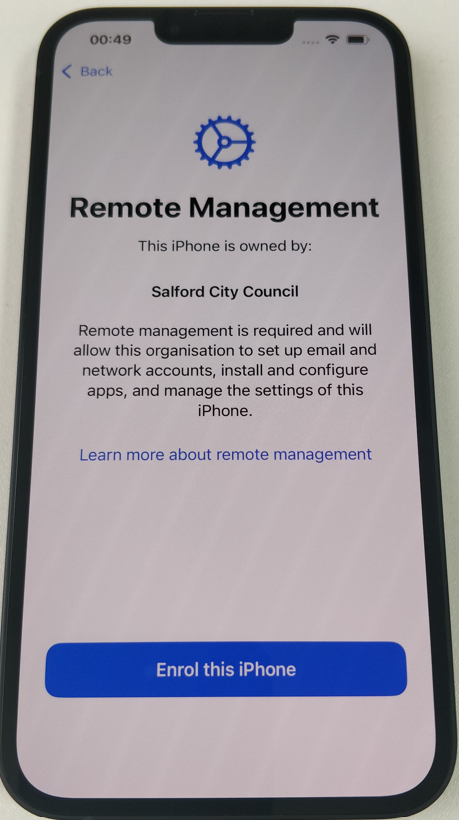 00:49
Back
Remote Management
This iPhone is owned by:
Salford City Council
Remote management is required and will
allow this organisation to set up email and
network accounts, install and configure
apps, and manage the settings of this
iPhone.
Learn more about remote management
Enrol this iPhone